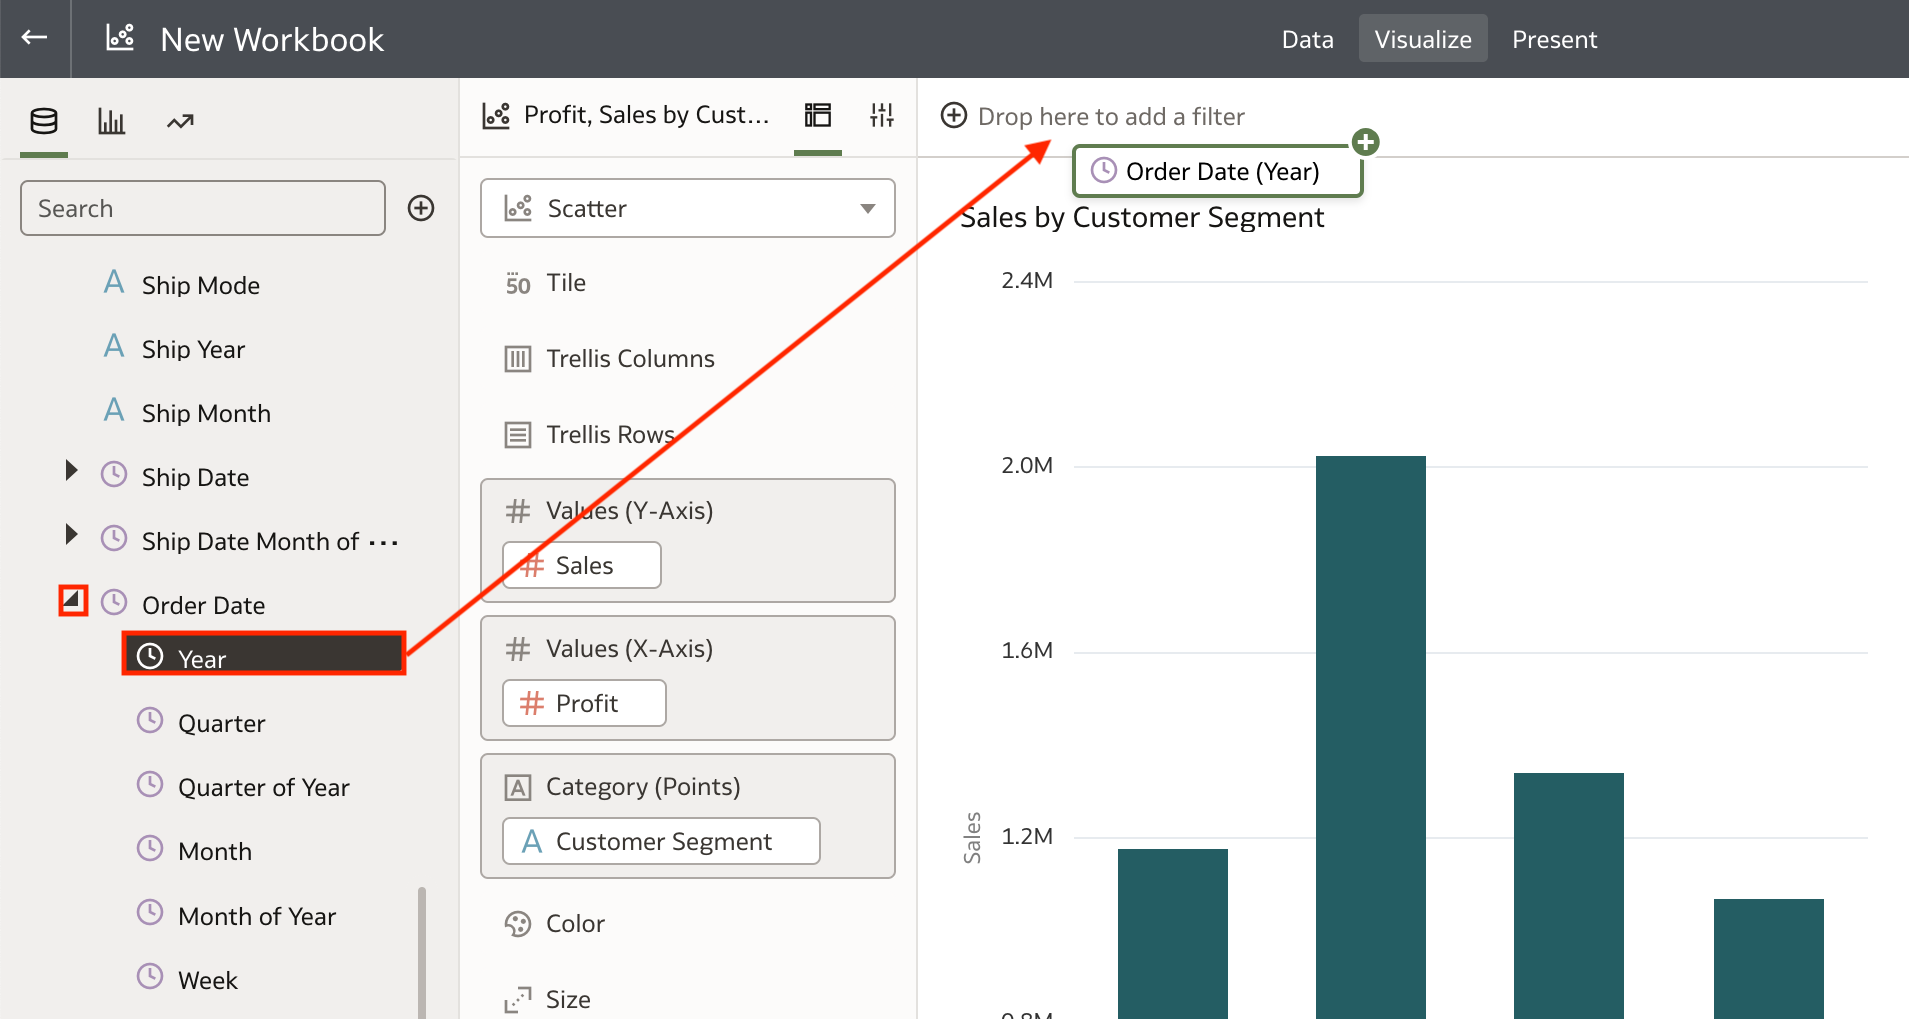 New Workbook
Data
Visualize
Present
Search
Ship Mode
Ship Year
Ship Month
Ship Date
Ship Date Month of ···
Order Date
Year
Quarter
Quarter of Year
Month
Month of Year
Week
Profit, Sales by Cust...
Scatter
50 Tile
Trellis Columns
Trellis Rows
# Values (Y-Axis)
# Sales
# Values (X-Axis)
# Profit
A Category (Points)
A Customer Segment
Color
Size
Drop here to add a filter
Order Date (Year)
Sales by Customer Segment
2.4M
2.0M
1.6M
1.2M
Sales